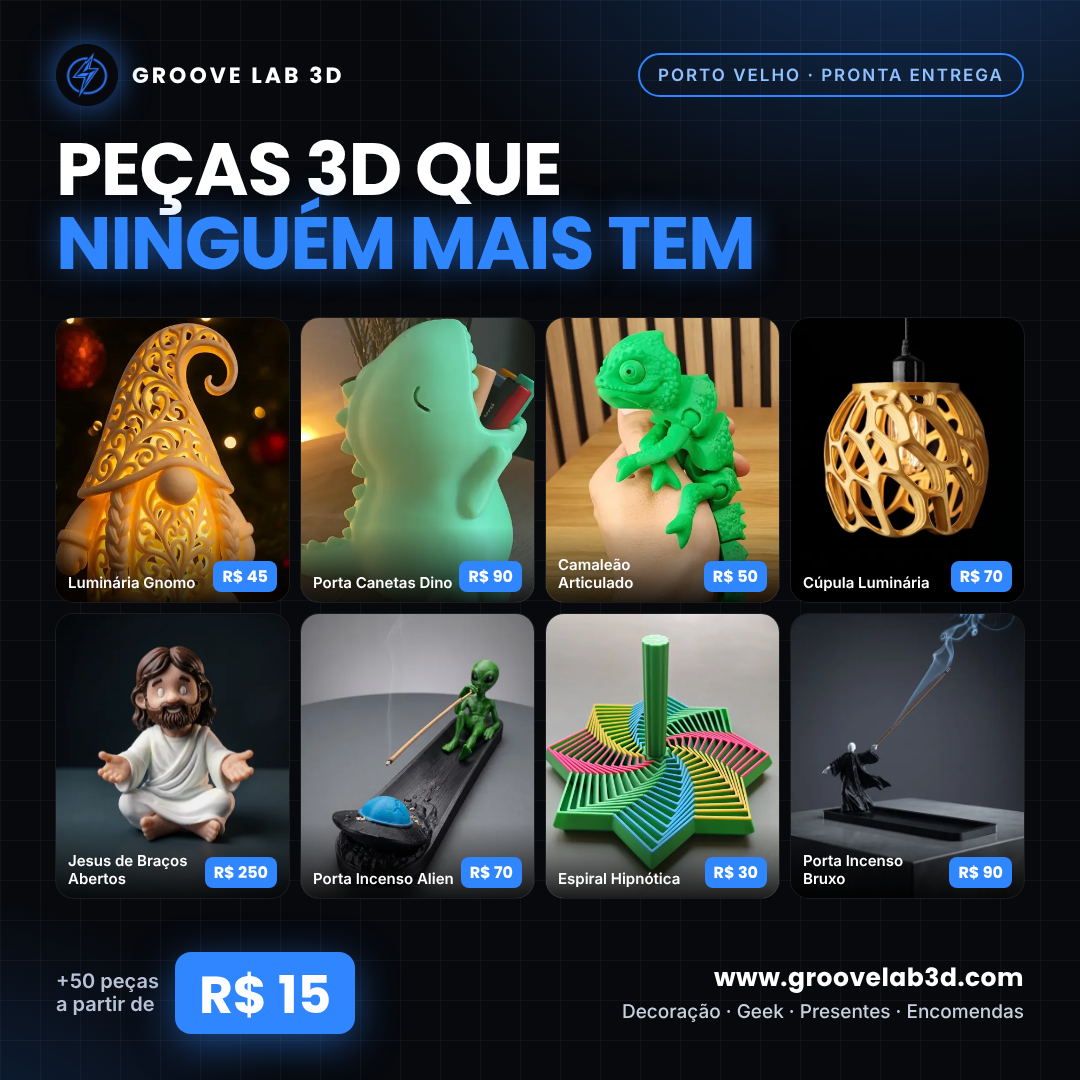 GROOVE LAB 3D
PORTO VELHO · PRONTA ENTREGA
PEÇAS 3D QUE
NINGUÉM MAIS TEM
Luminária Gnomo
R$ 45
Porta Canetas Dino
R$ 90
Camaleão
Articulado
R$ 50
Cúpula Luminária
R$ 70
Jesus de Braços
Abertos
R$ 250
Porta Incenso Alien
R$ 70
Espiral Hipnótica
R$ 30
Porta Incenso
Bruxo
R$ 90
+50 peças
a partir de
R$ 15
www.groovelab3d.com
Decoração · Geek · Presentes · Encomendas